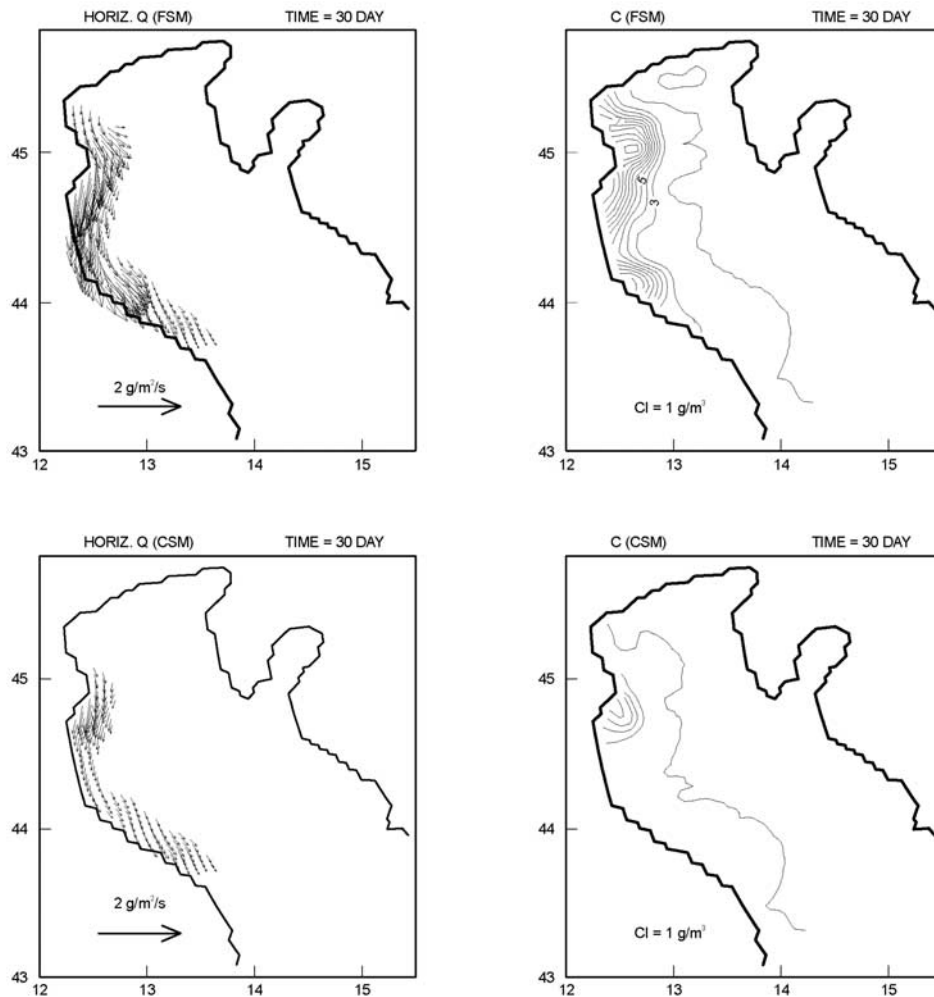 HORIZ. Q (FSM) TIME = 30 DAY
45
44
43
2 g/m²/s
12 13 14 15
C (FSM) TIME = 30 DAY
45
44
43
5
3
CI = 1 g/m³
12 13 14 15
HORIZ. Q (CSM) TIME = 30 DAY
45
44
43
2 g/m²/s
12 13 14 15
C (CSM) TIME = 30 DAY
45
44
43
CI = 1 g/m³
12 13 14 15